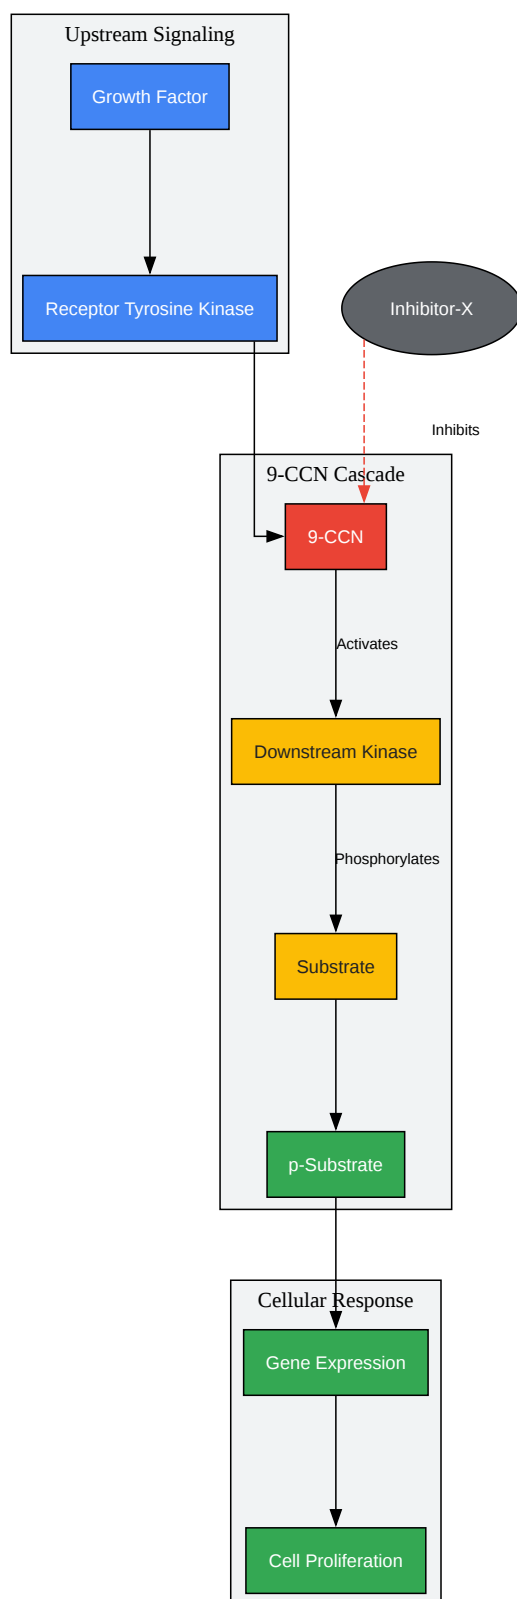 Upstream Signaling
Growth Factor
Receptor Tyrosine Kinase
Inhibitor-X
Inhibits
9-CCN Cascade
9-CCN
Activates
Downstream Kinase
Phosphorylates
Substrate
p-Substrate
Cellular Response
Gene Expression
Cell Proliferation